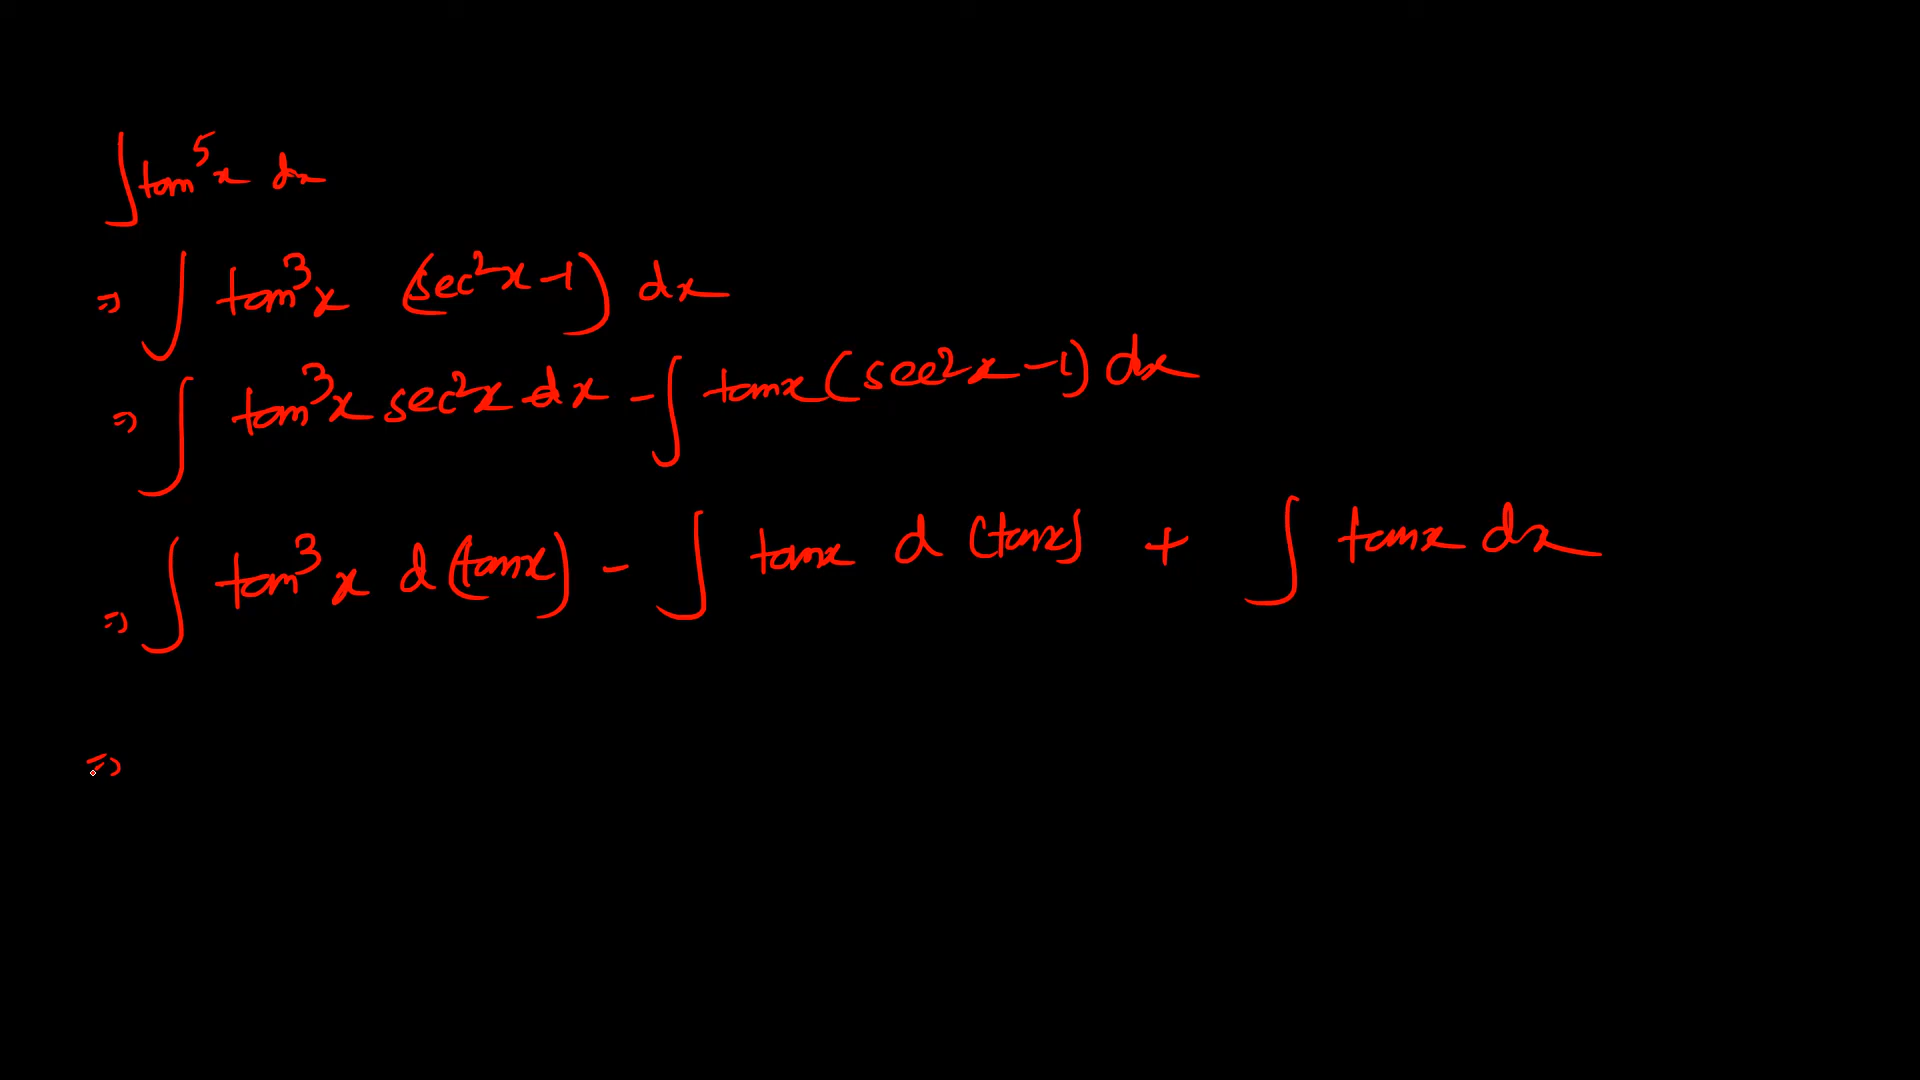 ∫tan⁵x dx
⇒ ∫ tan³x (sec²x -1) dx
⇒ ∫ tan³x sec²x dx - ∫ tanx (sec²x -1) dx
⇒ ∫ tan³x d(tanx) - ∫ tanx d(tanx) + ∫ tanx dx
⇒